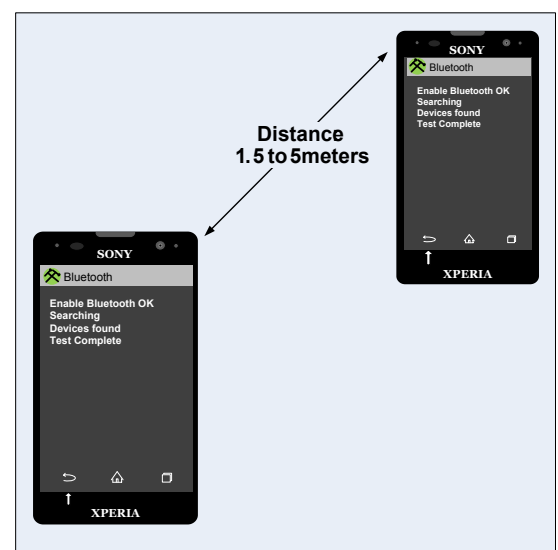 SONY
Bluetooth
Enable Bluetooth OK
Searching
Devices found
Test Complete
XPERIA
Distance
1.5 to 5meters
SONY
Bluetooth
Enable Bluetooth OK
Searching
Devices found
Test Complete
XPERIA